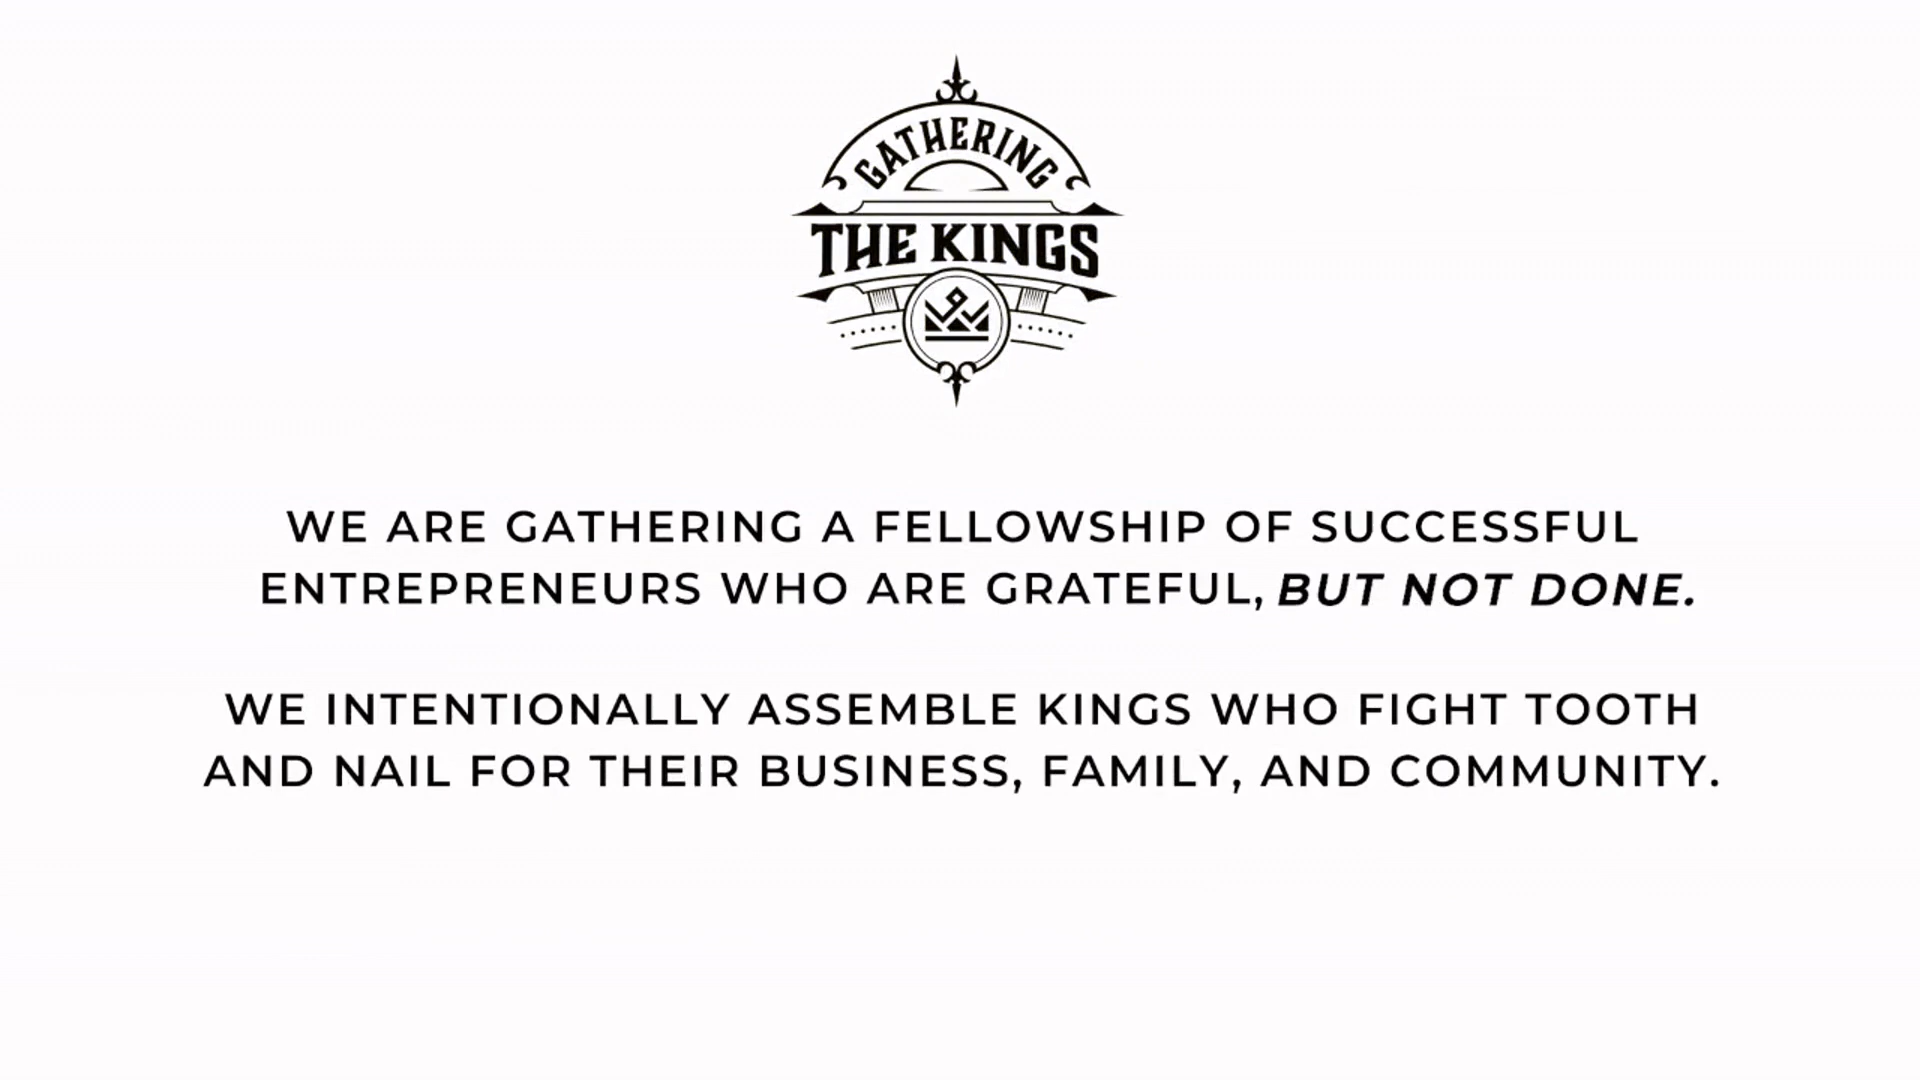 GATHERING
THE KINGS
WE ARE GATHERING A FELLOWSHIP OF SUCCESSFUL
ENTREPRENEURS WHO ARE GRATEFUL, BUT NOT DONE.
WE INTENTIONALLY ASSEMBLE KINGS WHO FIGHT TOOTH
AND NAIL FOR THEIR BUSINESS, FAMILY, AND COMMUNITY.